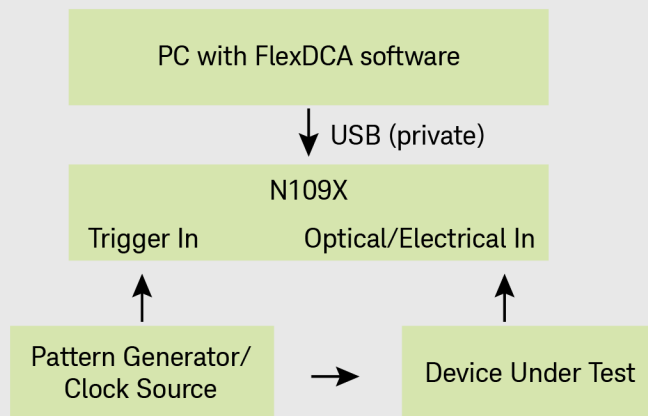 PC with FlexDCA software
USB (private)
N109X
Trigger In
Optical/Electrical In
Pattern Generator/
Clock Source
Device Under Test